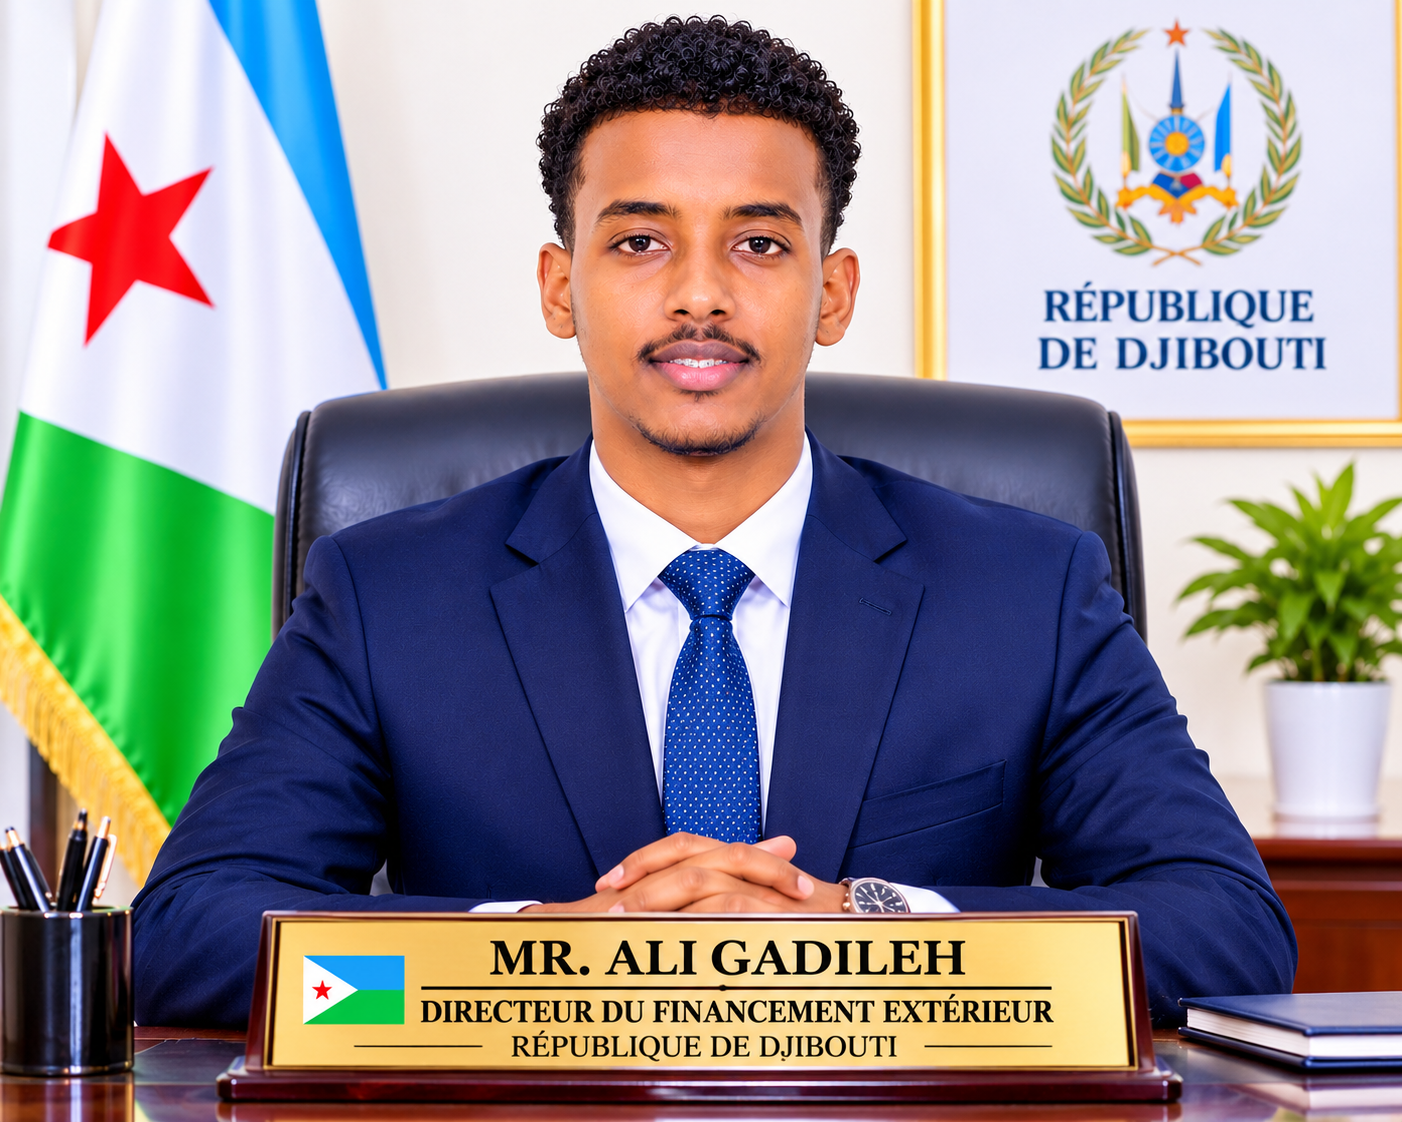 RÉPUBLIQUE
DE DJIBOUTI
MR. ALI GADILEH
DIRECTEUR DU FINANCEMENT EXTÉRIEUR
RÉPUBLIQUE DE DJIBOUTI